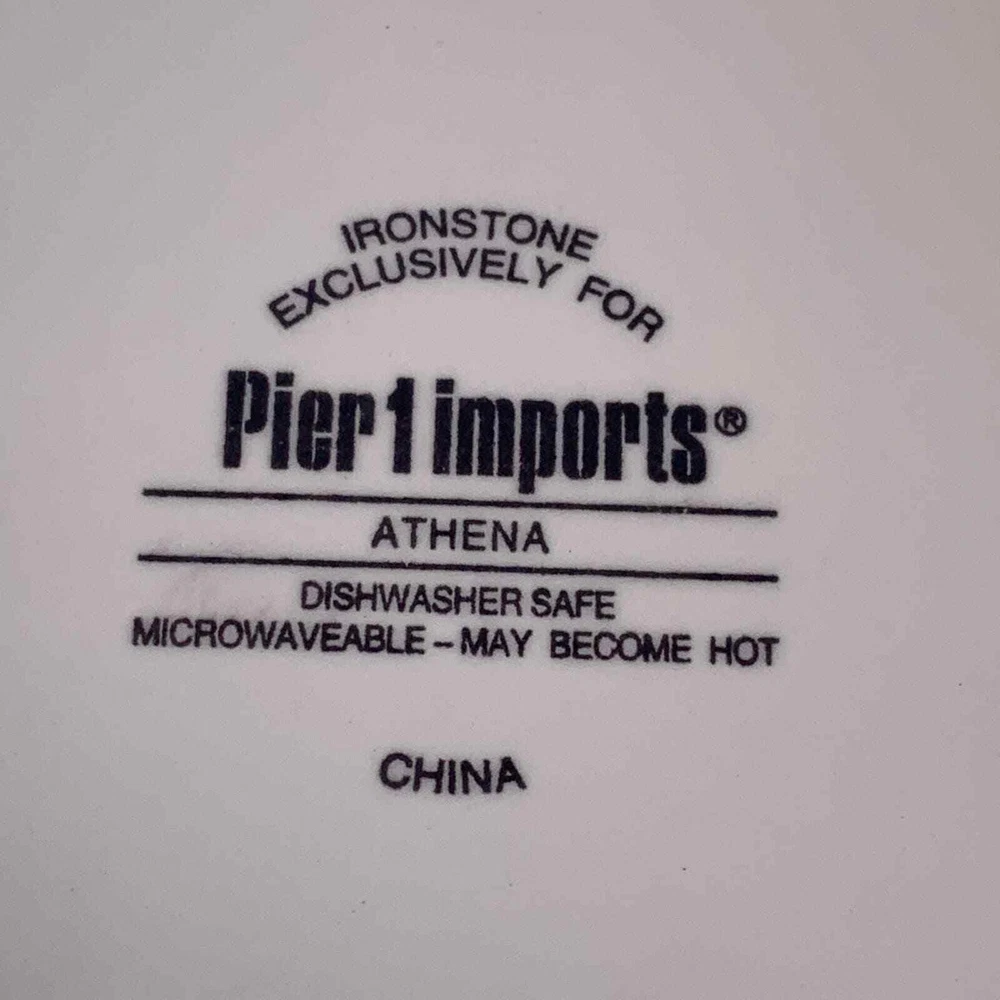 IRONSTONE
EXCLUSIVELY FOR
Pier 1 imports®
ATHENA
DISHWASHER SAFE
MICROWAVEABLE – MAY BECOME HOT
CHINA